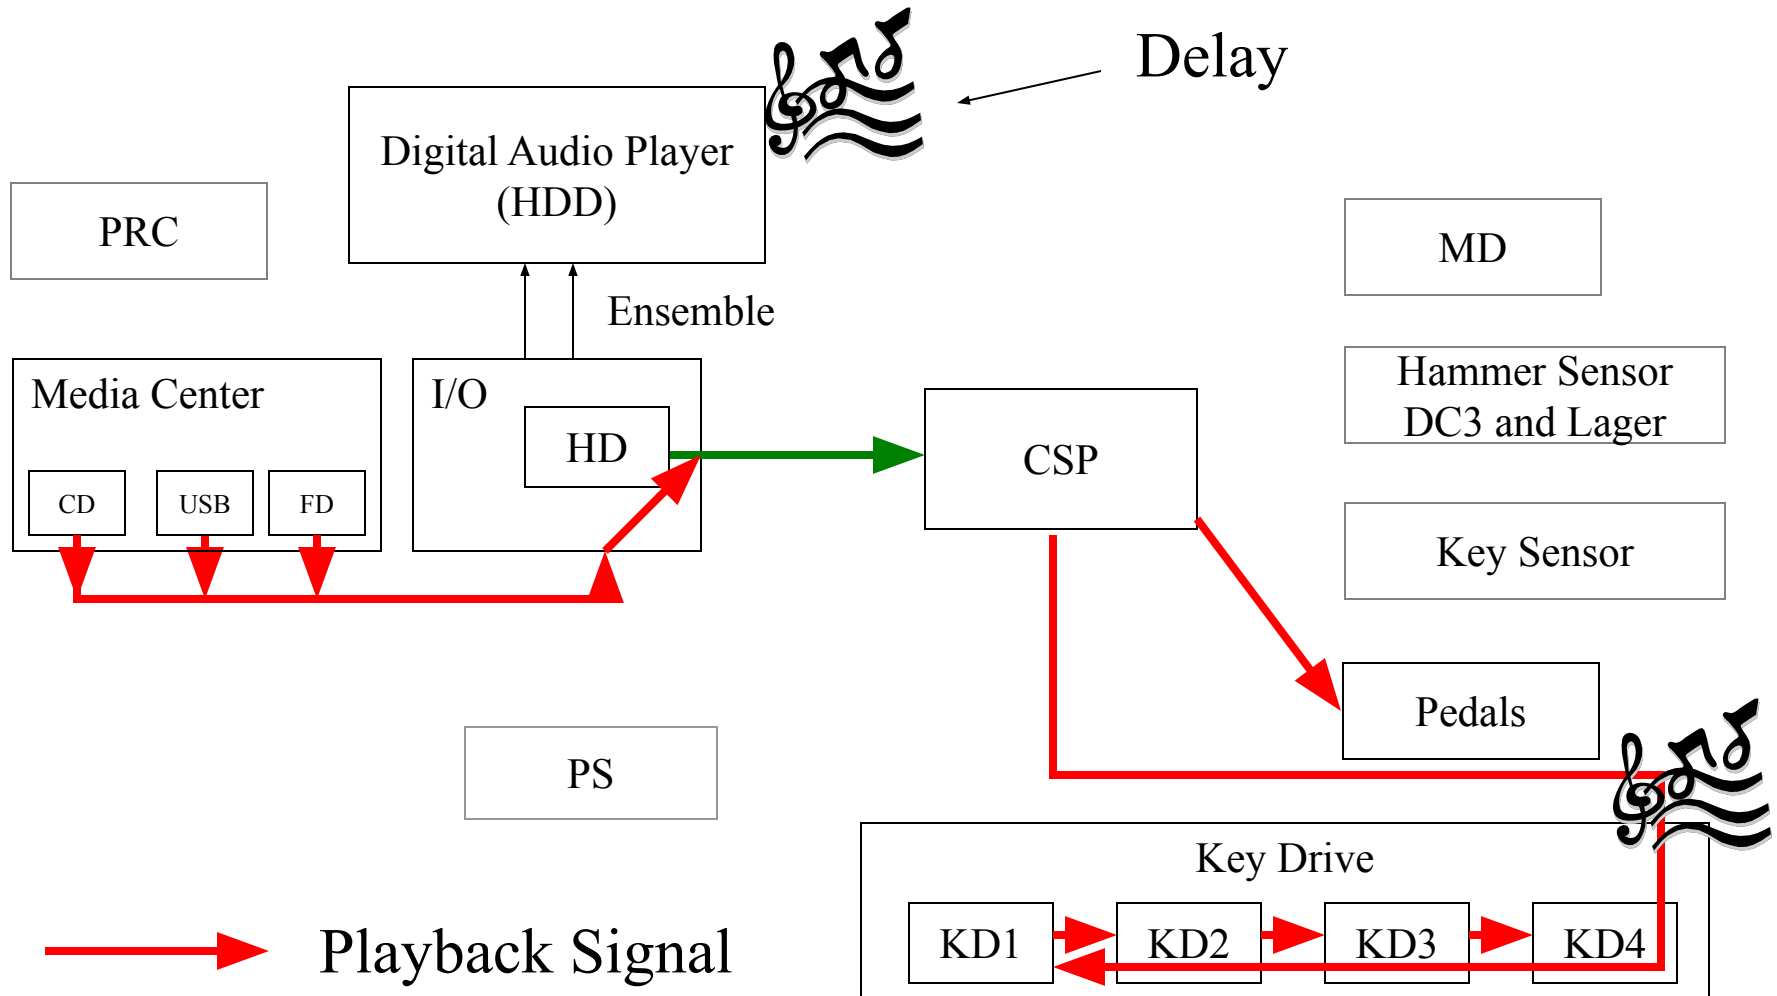 Delay
Digital Audio Player
(HDD)
PRC
MD
Ensemble
Media Center
I/O
HD
CD
USB
FD
CSP
Hammer Sensor
DC3 and Lager
Key Sensor
Pedals
PS
Key Drive
KD1
KD2
KD3
KD4
Playback Signal